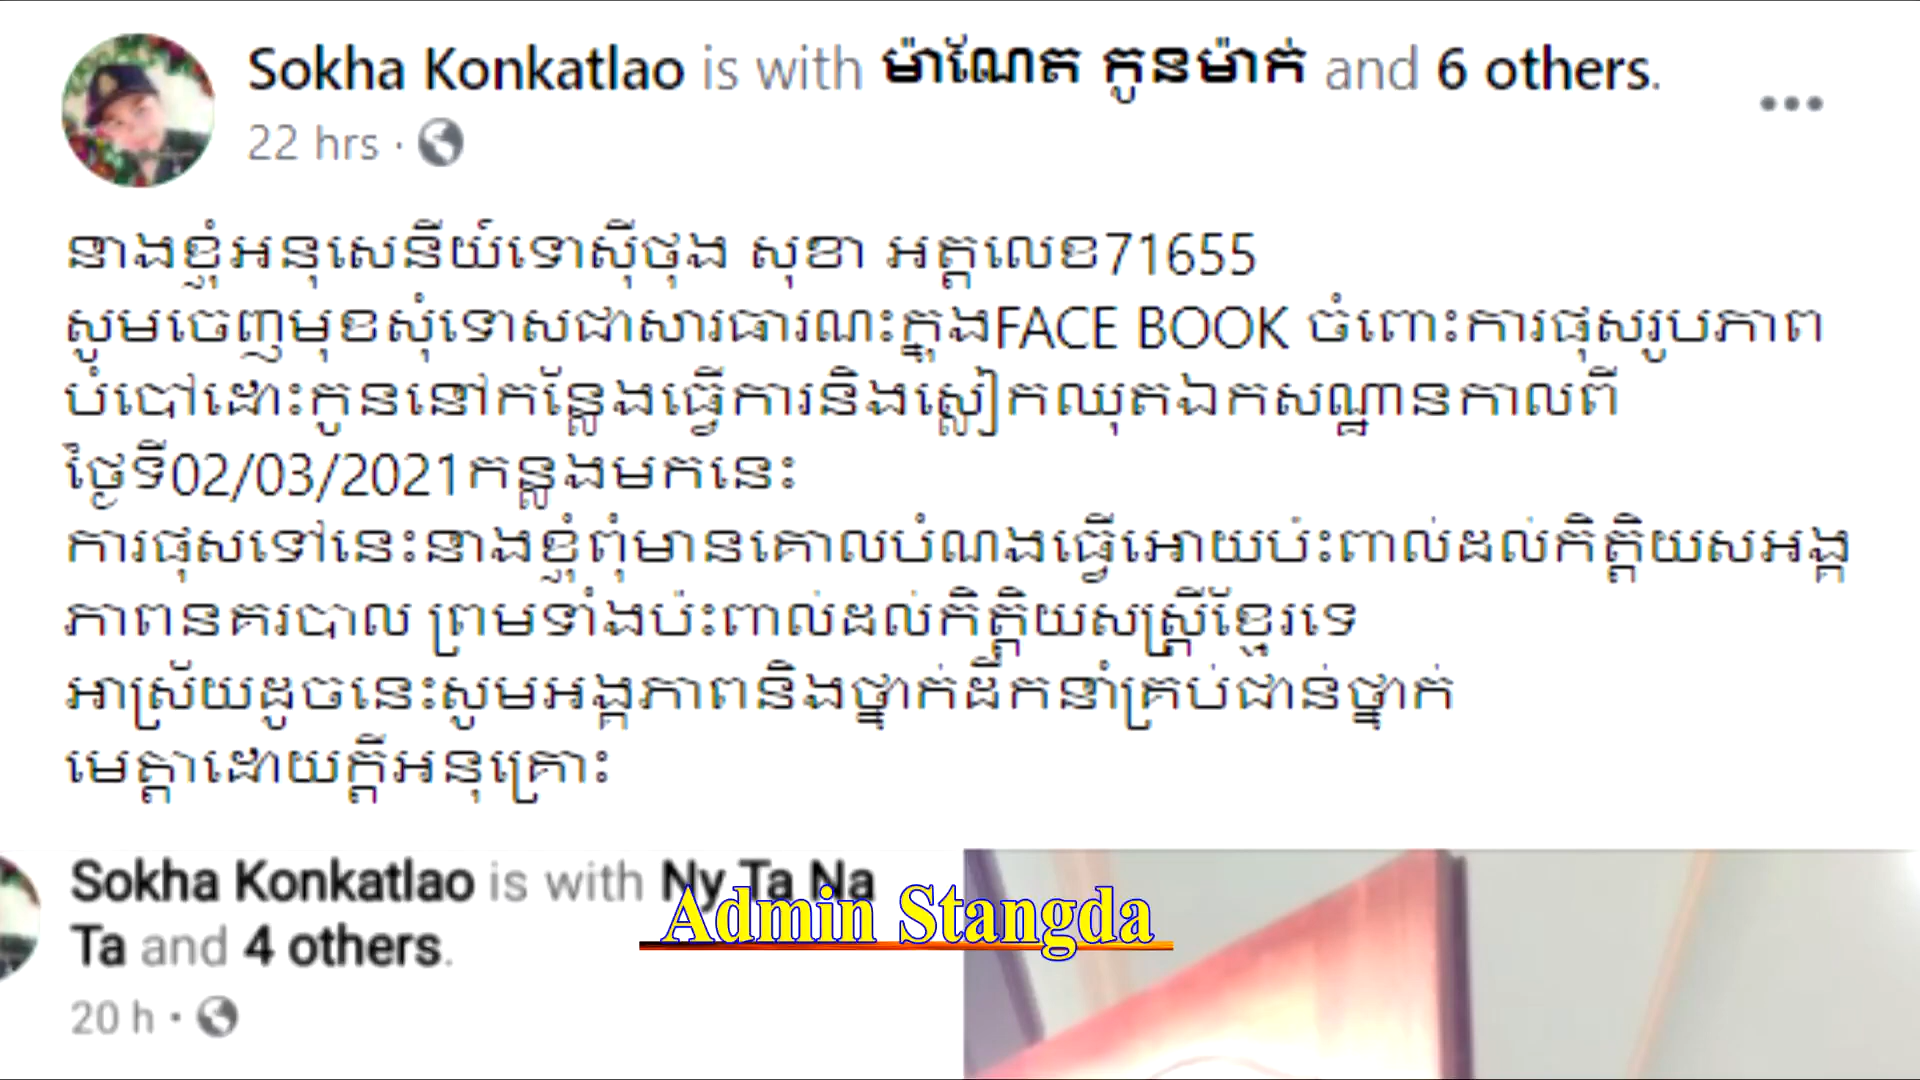 Sokha Konkatlao is with ម៉ាណែត កូនម៉ាក់ and 6 others.
22 hrs ·
នាងខ្ញុំអនុសេនីយ៍ទោស៊ីថុង សុខា អត្តលេខ71655
សូមចេញមុខសុំទោសជាសារធារណះក្នុងFACE BOOK ចំពោះការផុសរូបភាព
បំបៅដោះកូននៅកន្លែងធ្វើការនិងស្លៀកឈុតឯកសណ្ឋានកាលពី
ថ្ងៃទី02/03/2021កន្លងមកនេះ
ការផុសទៅនេះនាងខ្ញុំពុំមានគោលបំណងធ្វើអោយប៉ះពាល់ដល់កិត្តិយសអង្គ
ភាពនគរបាល ព្រមទាំងប៉ះពាល់ដល់កិត្តិយសស្ត្រីខ្មែរទេ
អាស្រ័យដូចនេះសូមអង្គភាពនិងថ្នាក់ដឹកនាំគ្រប់ជាន់ថ្នាក់
មេត្តាដោយក្តីអនុគ្រោះ
Sokha Konkatlao is with Ny Ta Na
Ta and 4 others.
20 h ·
Admin Stangda